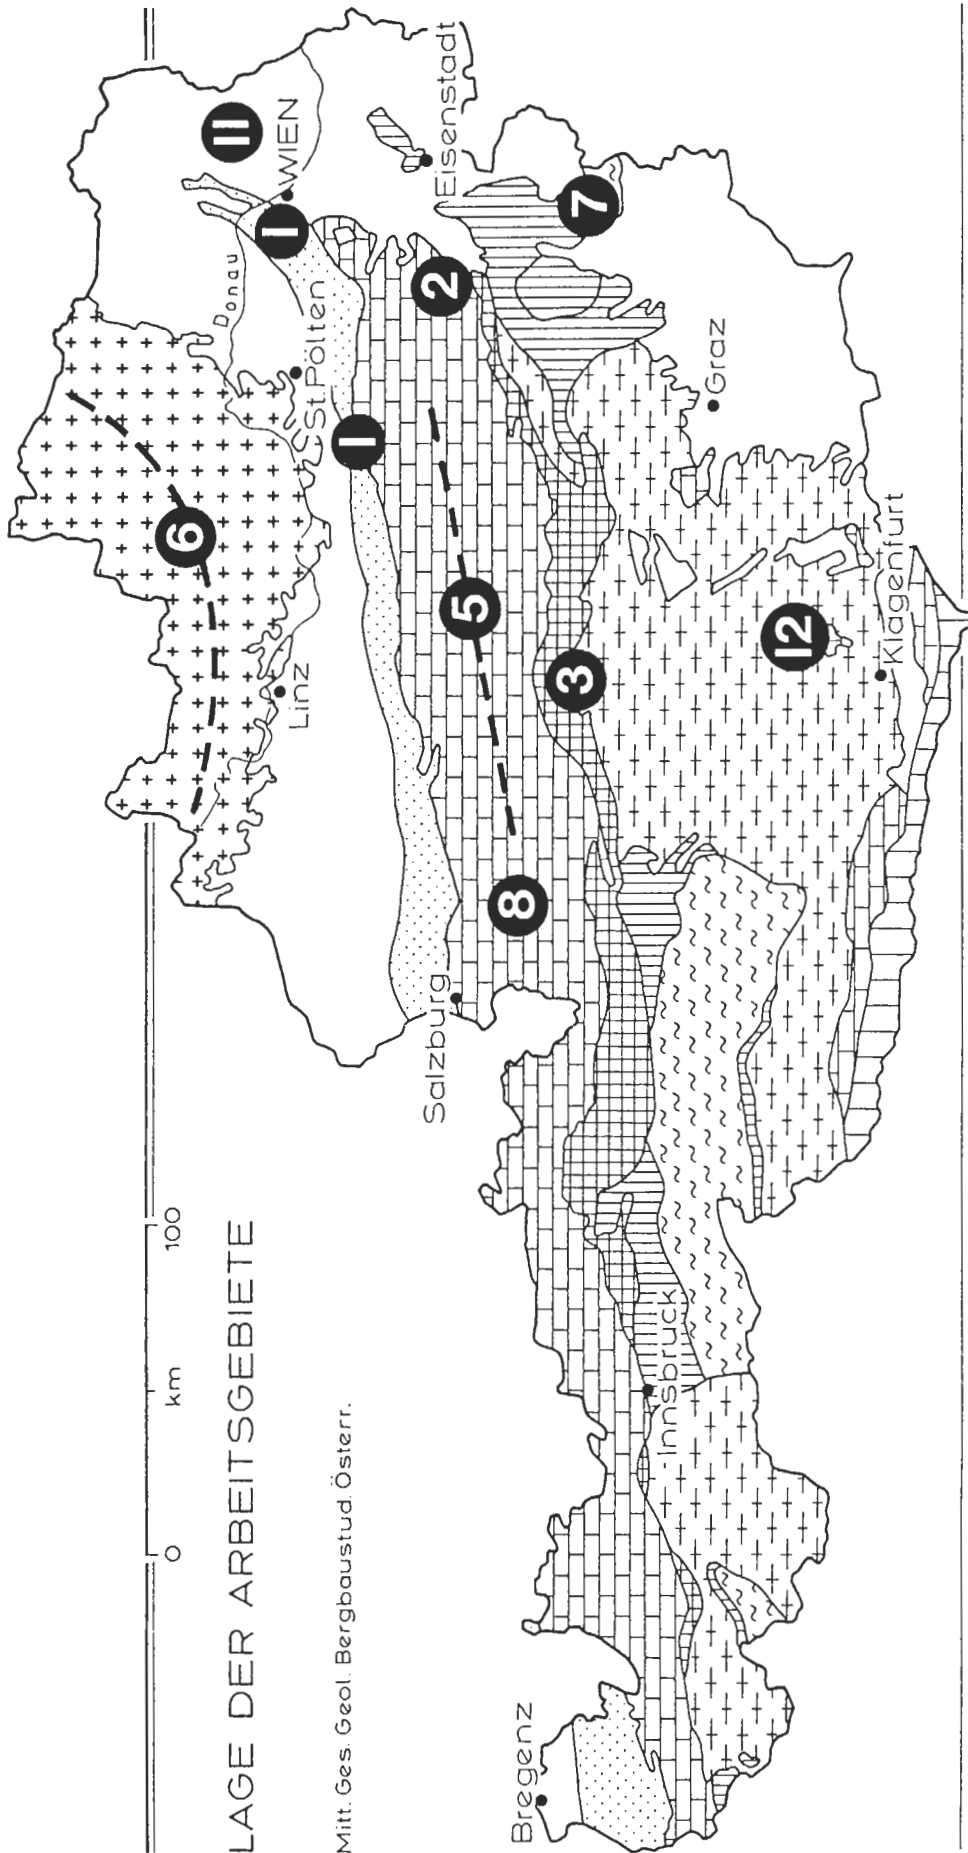 LAGE DER ARBEITSGEBIETE
Mitt. Ges. Geol. Bergbaustud. Österr.
0 km 100
Donau
WIEN
St.Pölten
Linz
Eisenstadt
Salzburg
Bregenz
Innsbruck
Graz
Klagenfurt
11
1
1
6
2
5
8
3
7
12